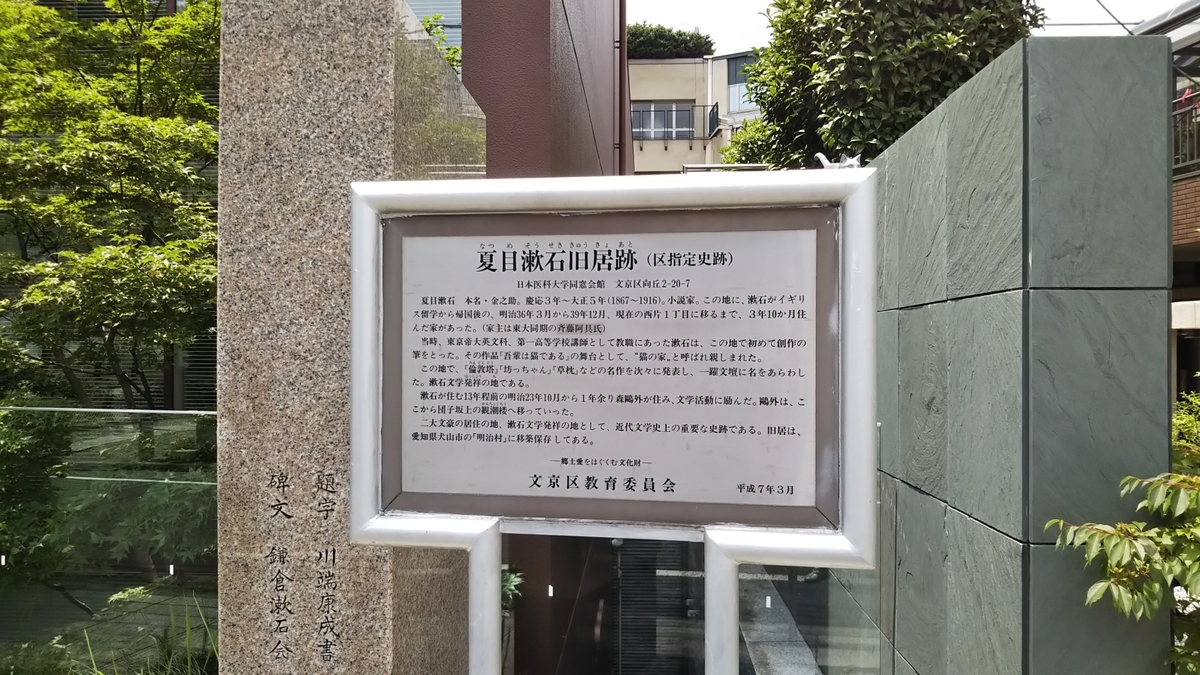 なつ め そう せき きゅう きょ あと
夏目漱石旧居跡（区指定史跡）
日本医科大学同窓会館 文京区向丘2-20-7
夏目漱石 本名・金之助。慶応３年～大正５年(1867～1916)。小説家。この地に、漱石がイギリ
ス留学から帰国後の、明治36年３月から39年12月、現在の西片１丁目に移るまで、３年10か月住
んだ家があった。(家主は東大同期の斉藤阿具氏)
当時、東京帝大英文科、第一高等学校講師として教職にあった漱石は、この地で初めて創作の
筆をとった。その作品「吾輩は猫である」の舞台として、“猫の家”と呼ばれ親しまれた。
この地で、「倫敦塔」「坊っちゃん」「草枕」などの名作を次々に発表し、一躍文壇に名をあらわし
た。漱石文学発祥の地である。
漱石が住む13年程前の明治23年10月から１年余り森鷗外が住み、文学活動に励んだ。鷗外は、こ
こから団子坂上の観潮楼へ移っていった。
二大文豪の居住の地、漱石文学発祥の地として、近代文学史上の重要な史跡である。旧居は、
愛知県犬山市の「明治村」に移築保存してある。
―郷土愛をはぐくむ文化財―
文京区教育委員会 平成７年３月
題字 川端康成書
碑文 鎌倉漱石会